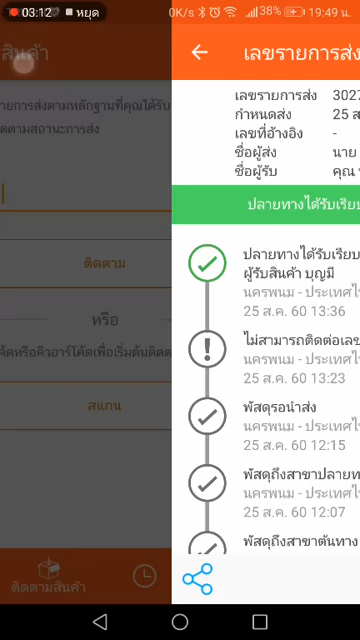 03:12 หยุด 0K/s 38% 19:49 น.
สินค้า
เลขรายการส่ง
ายการส่งตามหลักฐานที่คุณได้รับ
ดตามสถานะการส่ง
เลขรายการส่ง 3027
กำหนดส่ง 25 ส
เลขที่อ้างอิง -
ชื่อผู้ส่ง นาย
ชื่อผู้รับ คุณ
ปลายทางได้รับเรียบ
ติดตาม
หรือ
ค้ดหรือคิวอาร์โค้ดเพื่อเริ่มต้นติดต
สแกน
ปลายทางได้รับเรียบ
ผู้รับสินค้า บุญมี
นครพนม - ประเทศไ
25 ส.ค. 60 13:36
ไม่สามารถติดต่อเลข
นครพนม - ประเทศไ
25 ส.ค. 60 13:23
พัสดุรอนำส่ง
นครพนม - ประเทศไ
25 ส.ค. 60 12:15
พัสดุถึงสาขาปลายท
นครพนม - ประเทศไ
25 ส.ค. 60 12:07
พัสดุถึงสาขาต้นทาง
ติดตามสินค้า